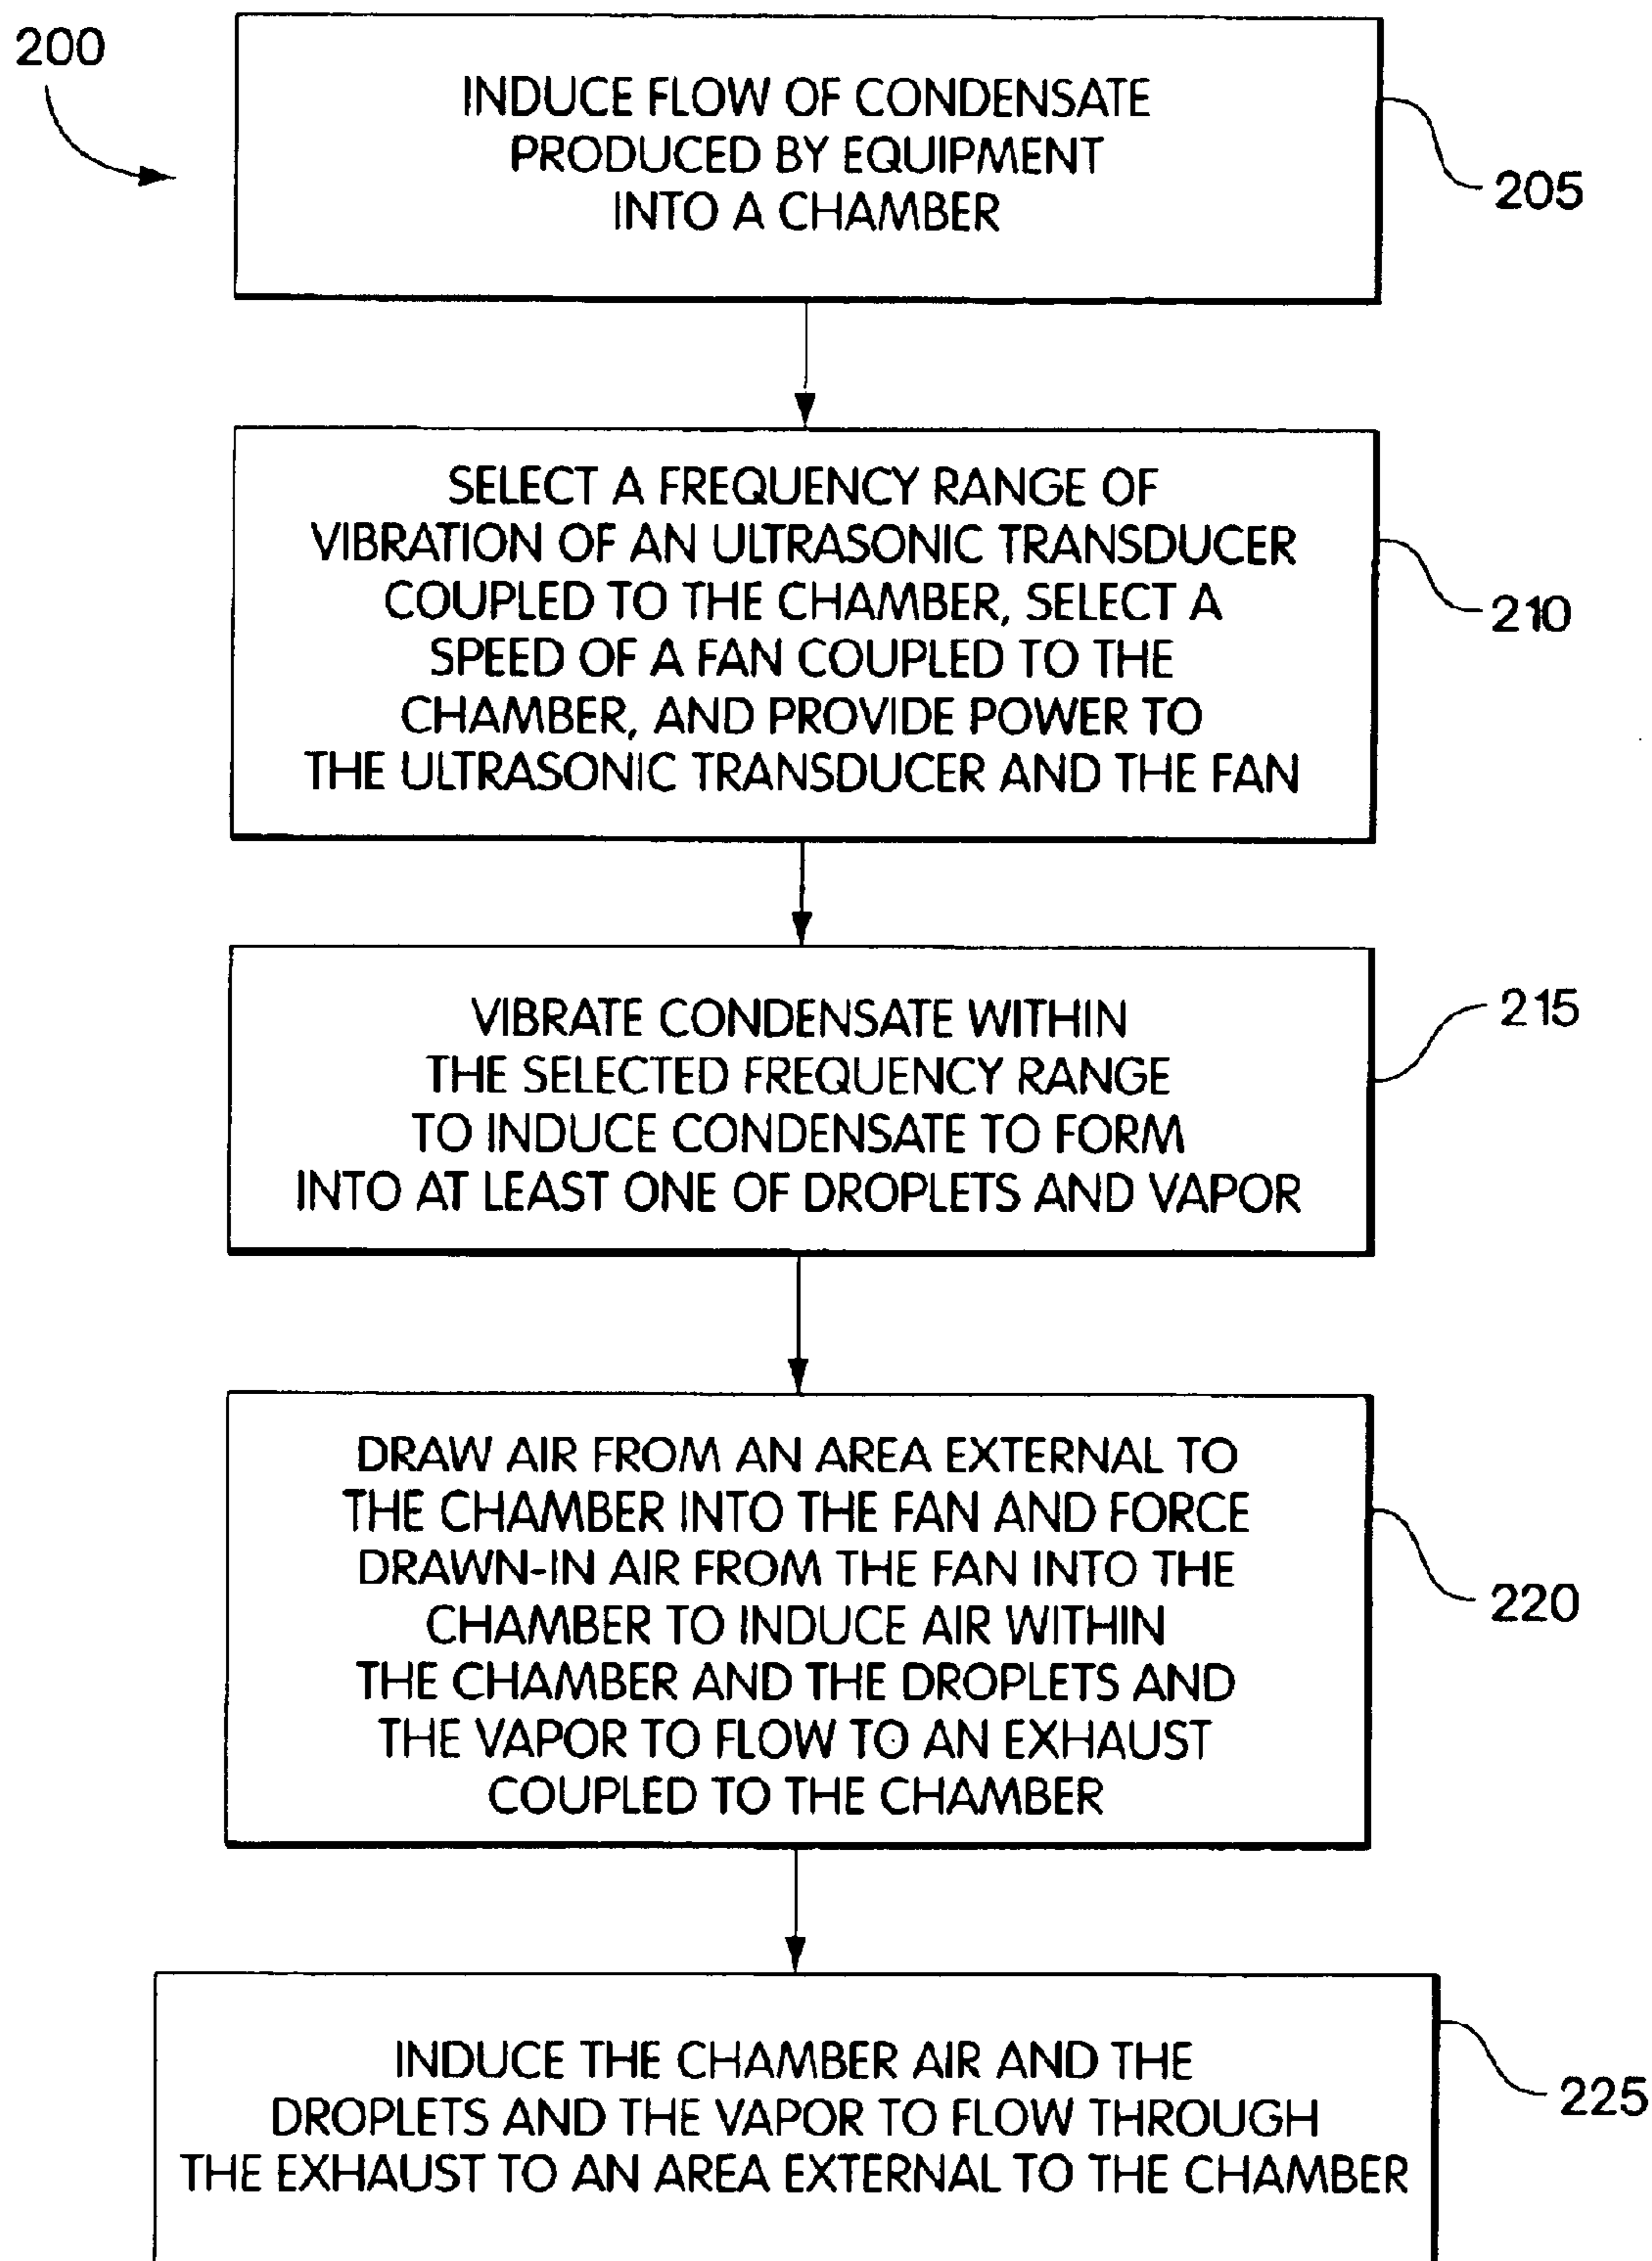 200
INDUCE FLOW OF CONDENSATE
PRODUCED BY EQUIPMENT
INTO A CHAMBER
205
SELECT A FREQUENCY RANGE OF
VIBRATION OF AN ULTRASONIC TRANSDUCER
COUPLED TO THE CHAMBER, SELECT A
SPEED OF A FAN COUPLED TO THE
CHAMBER, AND PROVIDE POWER TO
THE ULTRASONIC TRANSDUCER AND THE FAN
210
VIBRATE CONDENSATE WITHIN
THE SELECTED FREQUENCY RANGE
TO INDUCE CONDENSATE TO FORM
INTO AT LEAST ONE OF DROPLETS AND VAPOR
215
DRAW AIR FROM AN AREA EXTERNAL TO
THE CHAMBER INTO THE FAN AND FORCE
DRAWN-IN AIR FROM THE FAN INTO THE
CHAMBER TO INDUCE AIR WITHIN
THE CHAMBER AND THE DROPLETS AND
THE VAPOR TO FLOW TO AN EXHAUST
COUPLED TO THE CHAMBER
220
INDUCE THE CHAMBER AIR AND THE
DROPLETS AND THE VAPOR TO FLOW THROUGH
THE EXHAUST TO AN AREA EXTERNAL TO THE CHAMBER
225